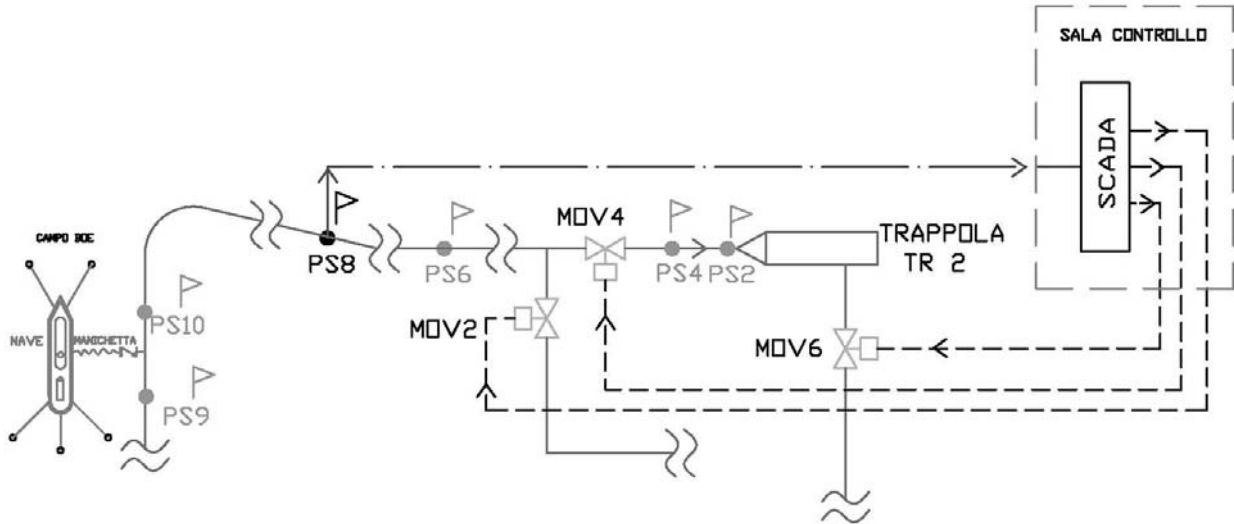 SALA CONTROLLO
SCADA
CAMPO BOE
NAVE
MANICHETTA
PS10
PS9
PS8
PS6
MOV4
PS4
PS2
TRAPPOLA
TR 2
MOV2
MOV6